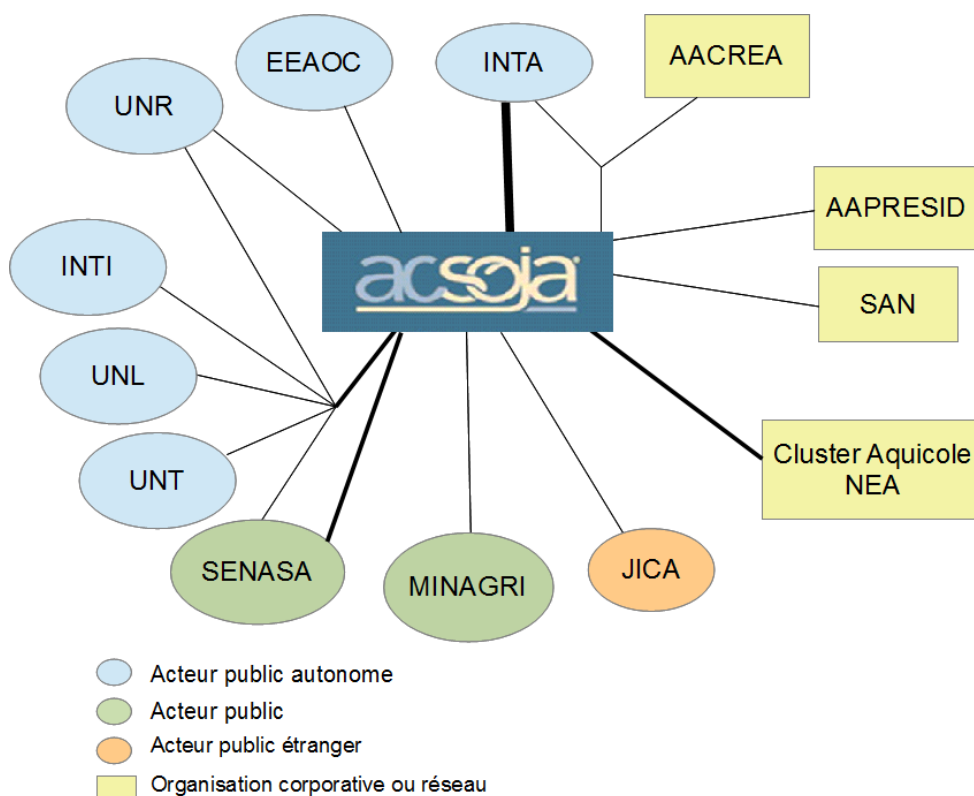 EEAOC
INTA
AACREA
UNR
AAPRESID
INTI
acsoja
SAN
UNL
Cluster Aquicole
NEA
UNT
SENASA
MINAGRI
JICA
Acteur public autonome
Acteur public
Acteur public étranger
Organisation corporative ou réseau